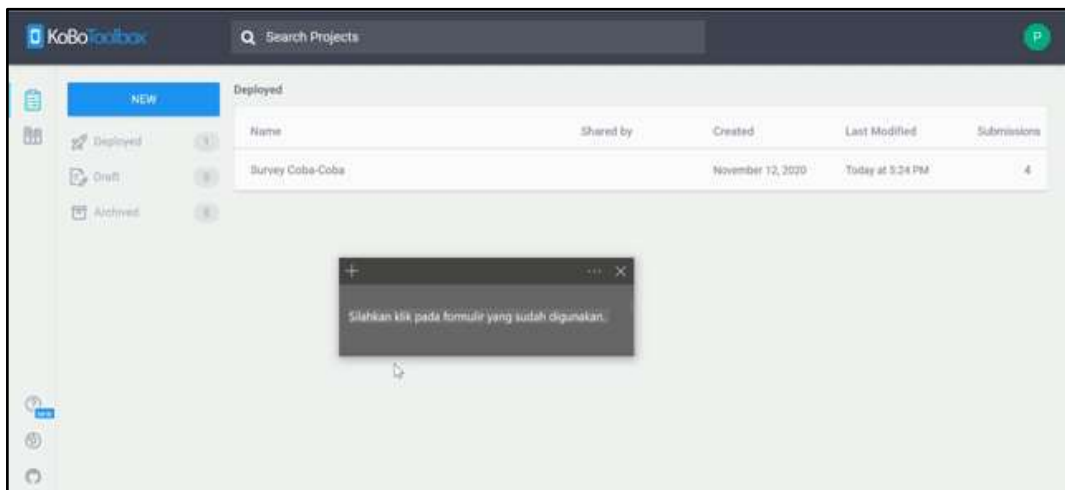 KoBoToolbox
Search Projects
P
NEW
Deployed 1
Draft
Archived
Deployed
Name Shared by Created Last Modified Submissions
Survey Coba-Coba November 12, 2020 Today at 5:24 PM 4
Silahkan klik pada formulir yang sudah digunakan.